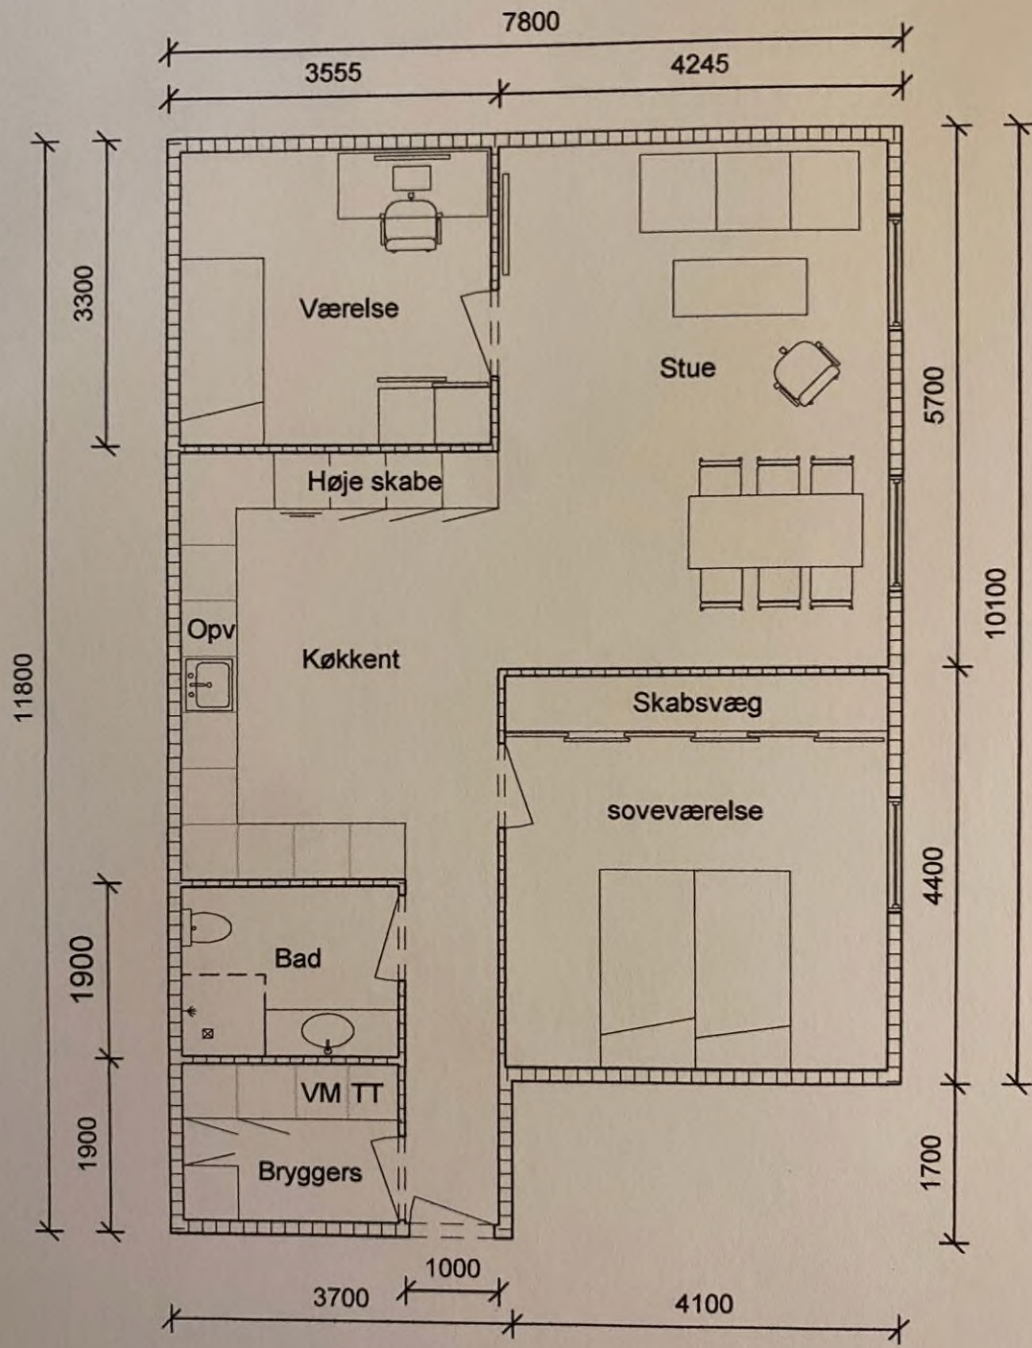 7800
3555
4245
3300
Værelse
Stue
5700
Høje skabe
10100
Opv
Køkkent
11800
Skabsvæg
soveværelse
4400
1900
Bad
VM TT
1900
Bryggers
1700
1000
3700
4100